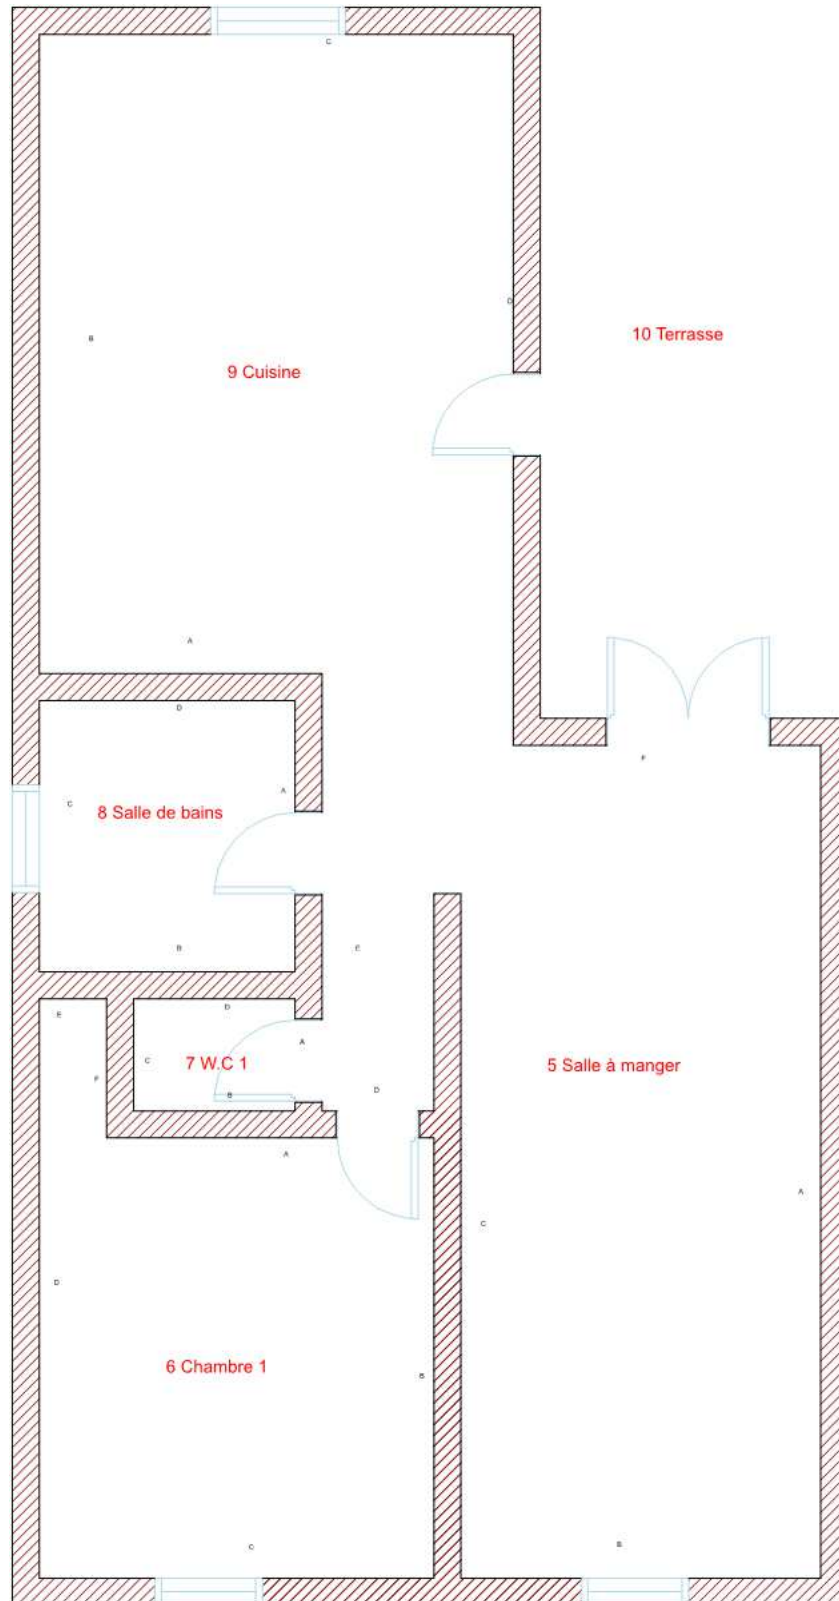 C
D
10 Terrasse
B
9 Cuisine
A
D
F
A
C
8 Salle de bains
B
E
D
E
A
C
7 W.C 1
5 Salle à manger
F
D
B
A
A
C
D
6 Chambre 1
B
B
C